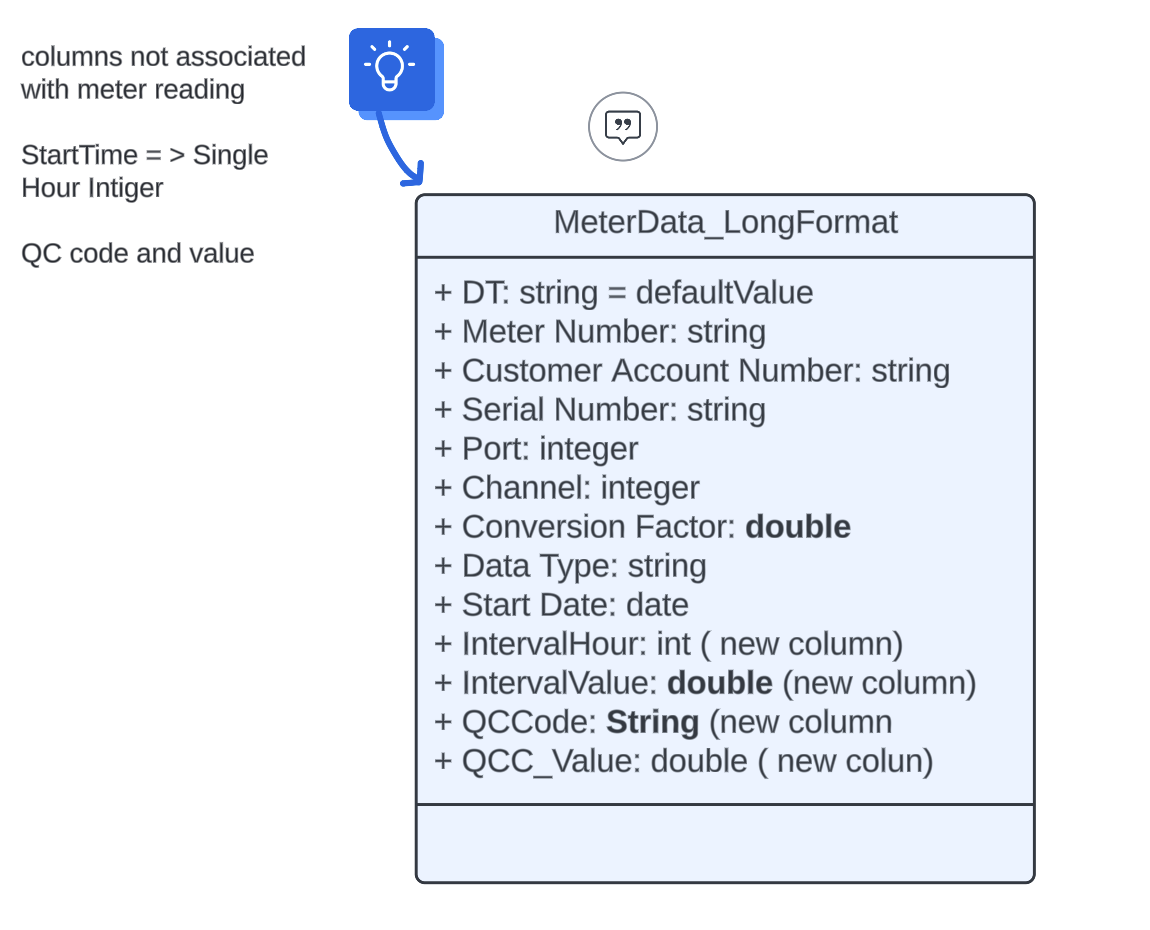 columns not associated
with meter reading
StartTime = > Single
Hour Intiger
QC code and value
MeterData_LongFormat
+ DT: string = defaultValue
+ Meter Number: string
+ Customer Account Number: string
+ Serial Number: string
+ Port: integer
+ Channel: integer
+ Conversion Factor: double
+ Data Type: string
+ Start Date: date
+ IntervalHour: int ( new column)
+ IntervalValue: double (new column)
+ QCCode: String (new column
+ QCC_Value: double ( new colun)